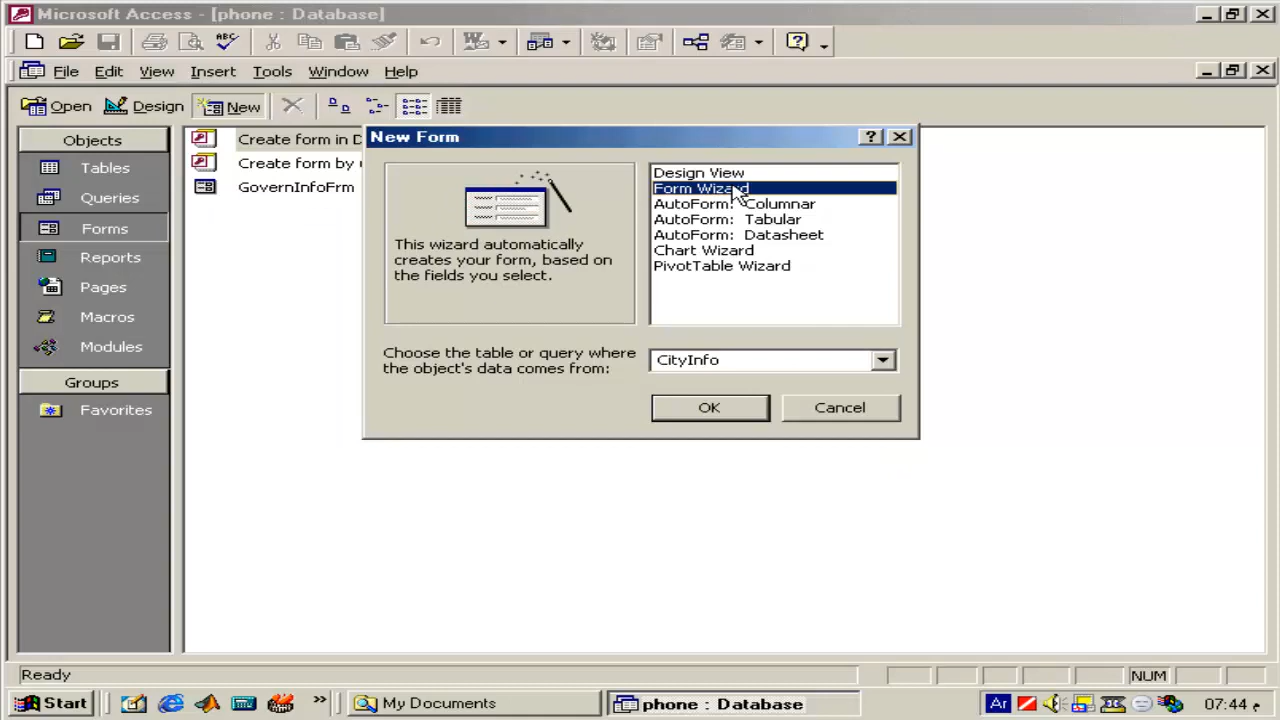 Microsoft Access - [phone : Database]
File Edit View Insert Tools Window Help
Open Design New
Objects
Tables
Queries
Forms
Reports
Pages
Macros
Modules
Groups
Favorites
Create form in D
Create form by
GovernInfoFrm
New Form
This wizard automatically
creates your form, based on
the fields you select.
Design View
Form Wizard
AutoForm: Columnar
AutoForm: Tabular
AutoForm: Datasheet
Chart Wizard
PivotTable Wizard
Choose the table or query where
the object's data comes from:
CityInfo
OK Cancel
Ready
NUM
Start
My Documents
phone : Database
Ar
07:44 م